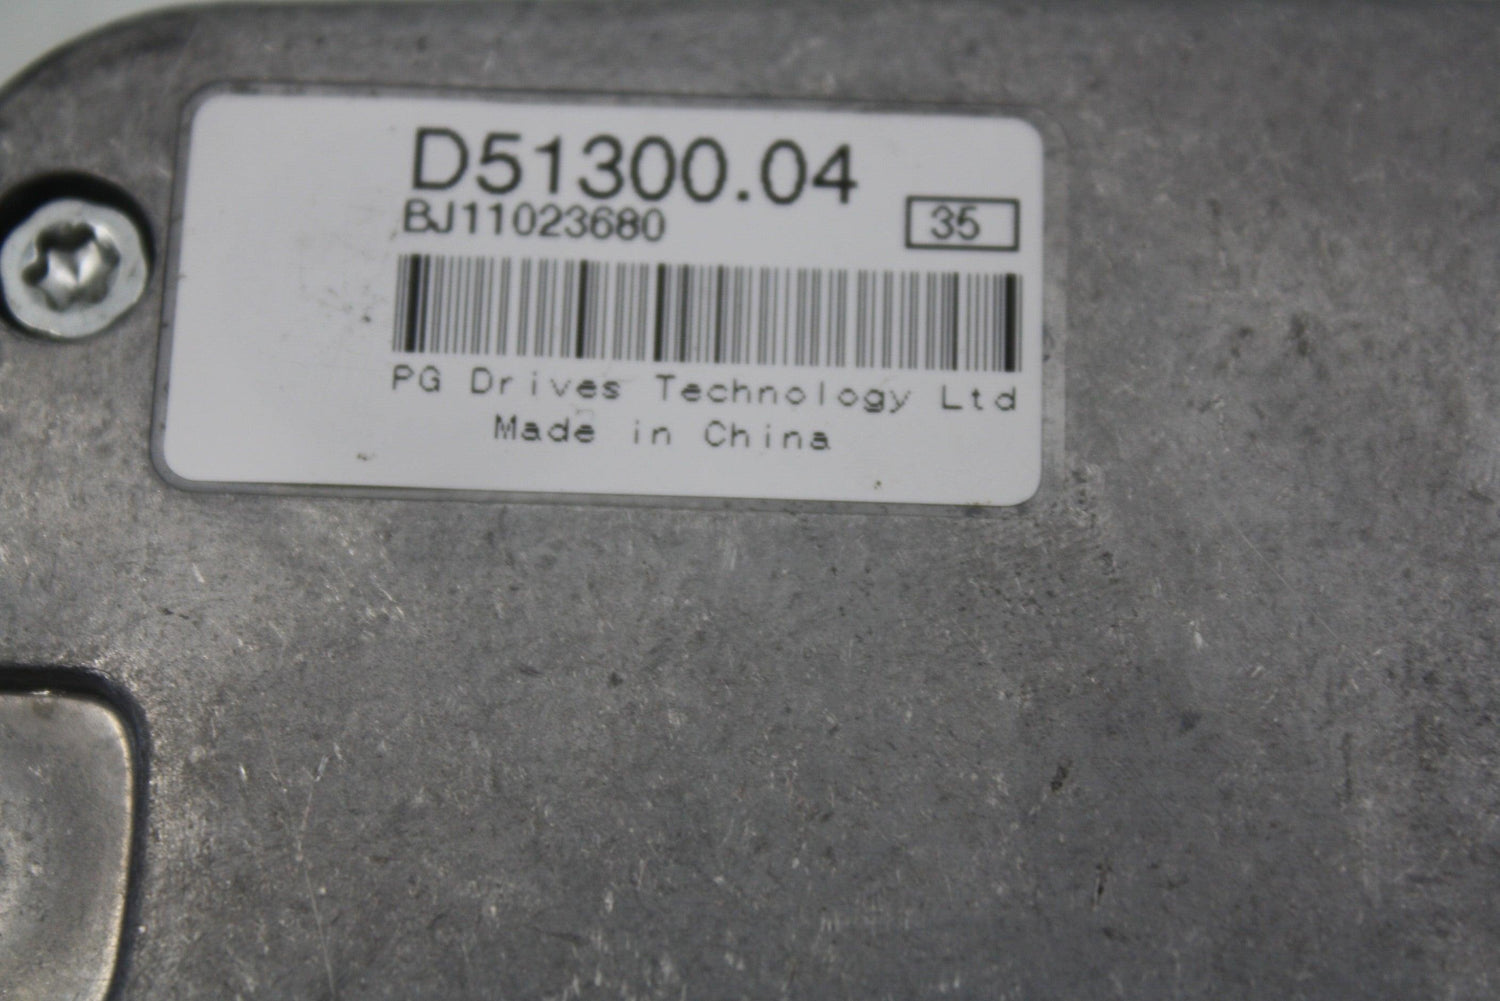 D51300.04
BJ11023680
35
PG Drives Technology Ltd
Made in China